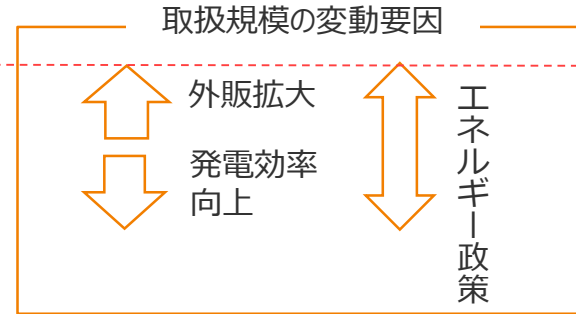 取扱規模の変動要因
外販拡大
発電効率
向上
エネルギー政策